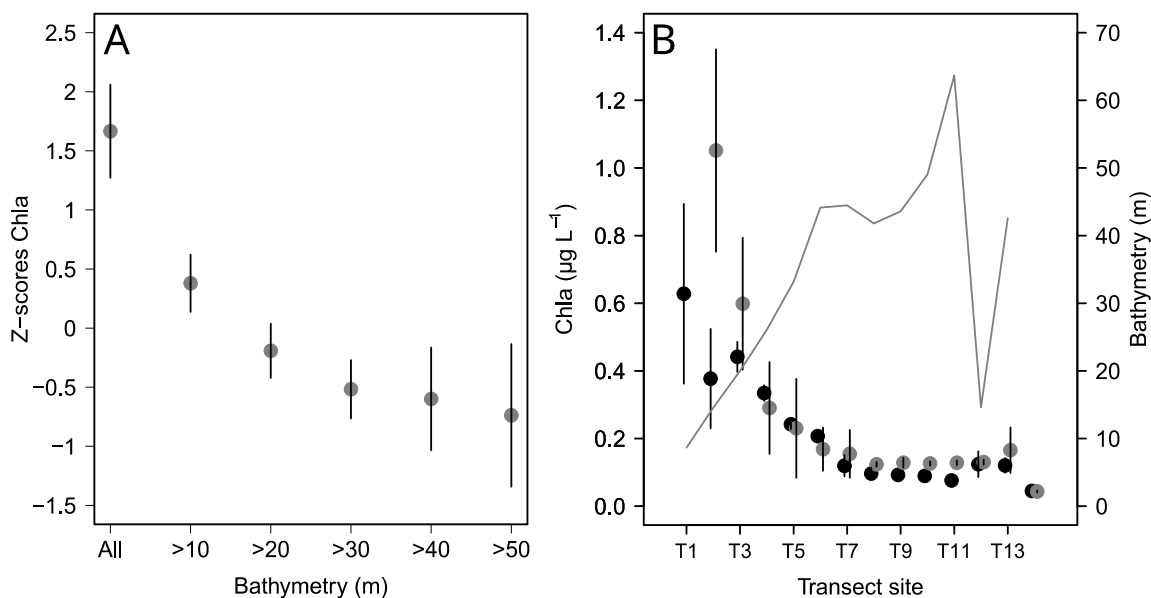 A
Z−scores Chla
2.5
2
1.5
1
0.5
0
−0.5
−1
−1.5
All >10 >20 >30 >40 >50
Bathymetry (m)
B
Chla (µg L⁻¹)
1.4
1.2
1.0
0.8
0.6
0.4
0.2
0.0
70
60
50
40
30
20
10
0
Bathymetry (m)
T1 T3 T5 T7 T9 T11 T13
Transect site